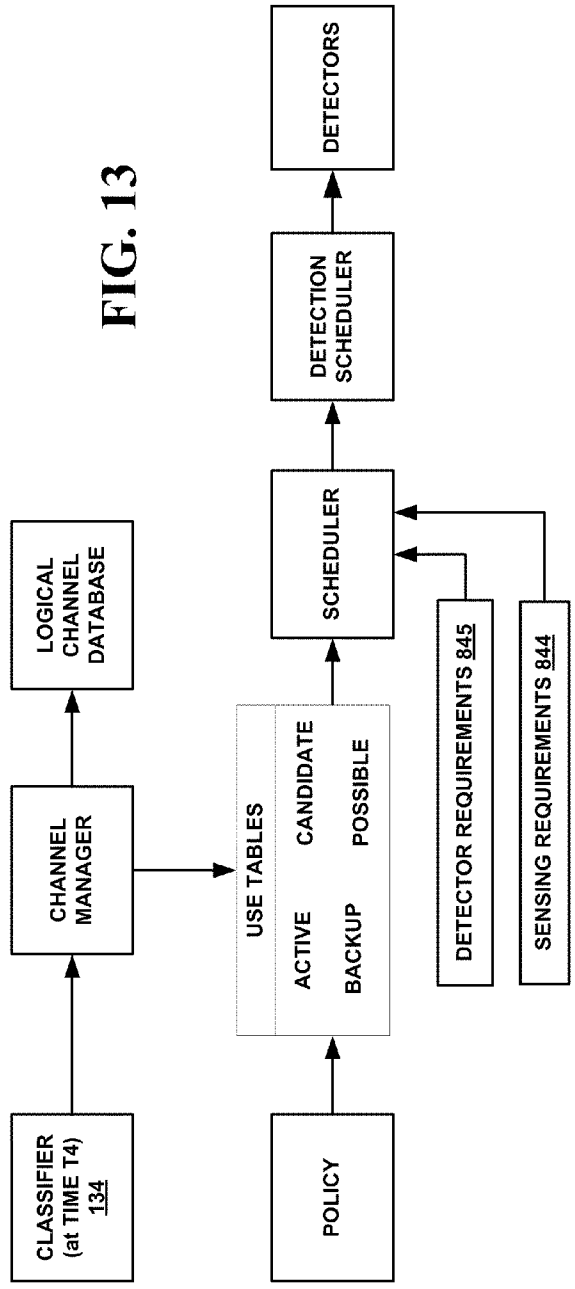 FIG. 13
CLASSIFIER
(at TIME T4)
134
CHANNEL
MANAGER
LOGICAL
CHANNEL
DATABASE
POLICY
USE TABLES
ACTIVE CANDIDATE
BACKUP POSSIBLE
SCHEDULER
DETECTION
SCHEDULER
DETECTORS
DETECTOR REQUIREMENTS 845
SENSING REQUIREMENTS 844